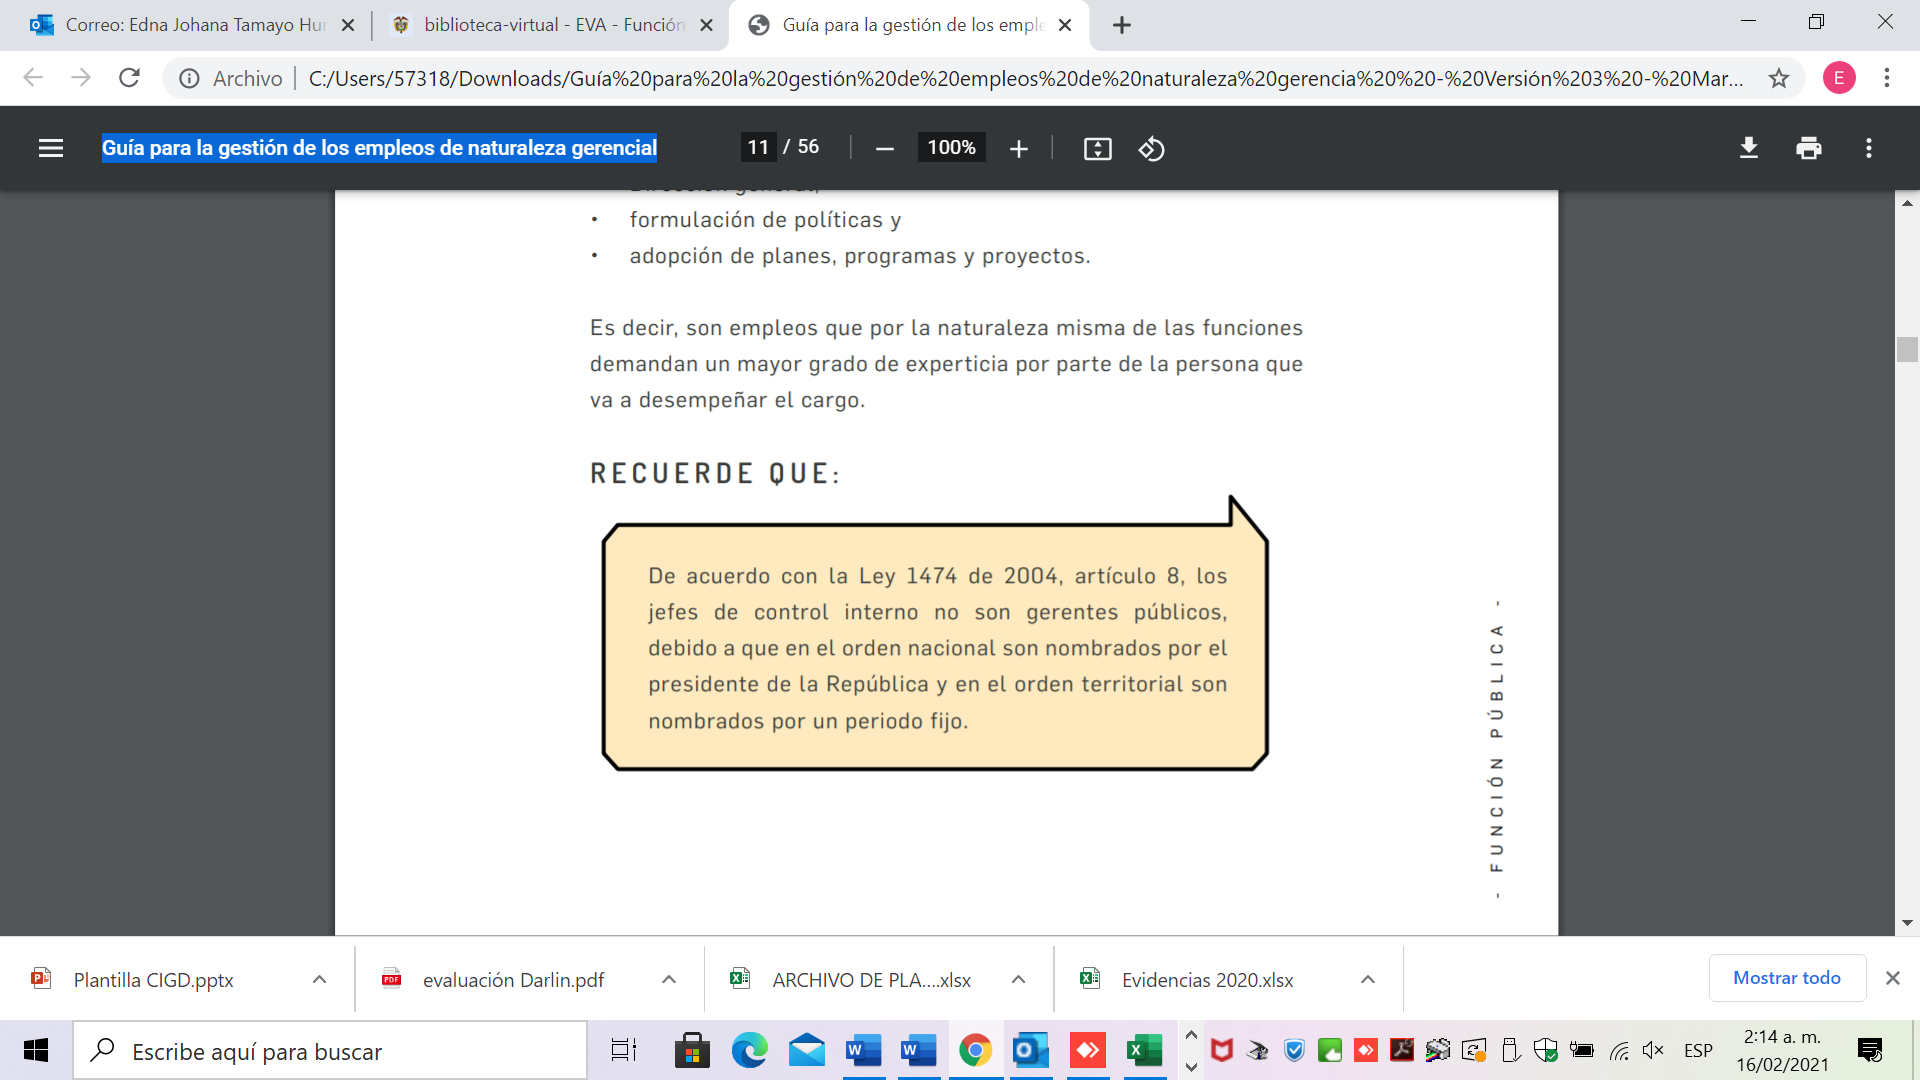 Correo: Edna Johana Tamayo Hur
biblioteca-virtual - EVA - Función
Guía para la gestión de los emple
Archivo
C:/Users/57318/Downloads/Guía%20para%20la%20gestión%20de%20empleos%20de%20naturaleza%20gerencia%20%20-%20Versión%203%20-%20Mar...
E
Guía para la gestión de los empleos de naturaleza gerencial
11 / 56
100%
Dirección general,
• formulación de políticas y
• adopción de planes, programas y proyectos.
Es decir, son empleos que por la naturaleza misma de las funciones
demandan un mayor grado de experticia por parte de la persona que
va a desempeñar el cargo.
RECUERDE QUE:
De acuerdo con la Ley 1474 de 2004, artículo 8, los
jefes de control interno no son gerentes públicos,
debido a que en el orden nacional son nombrados por el
presidente de la República y en el orden territorial son
nombrados por un periodo fijo.
- FUNCIÓN PÚBLICA -
Plantilla CIGD.pptx
evaluación Darlin.pdf
ARCHIVO DE PLA....xlsx
Evidencias 2020.xlsx
Mostrar todo
Escribe aquí para buscar
ESP
2:14 a. m.
16/02/2021